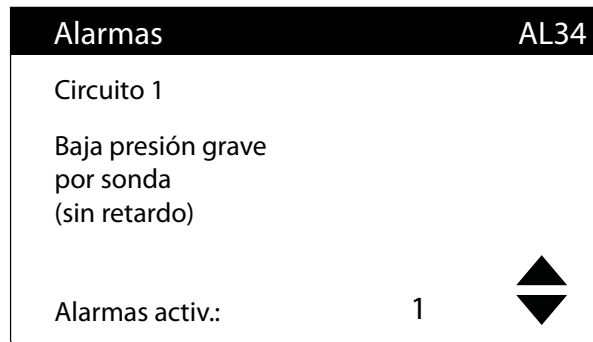 Alarmas AL34
Circuito 1
Baja presión grave
por sonda
(sin retardo)
Alarmas activ.: 1